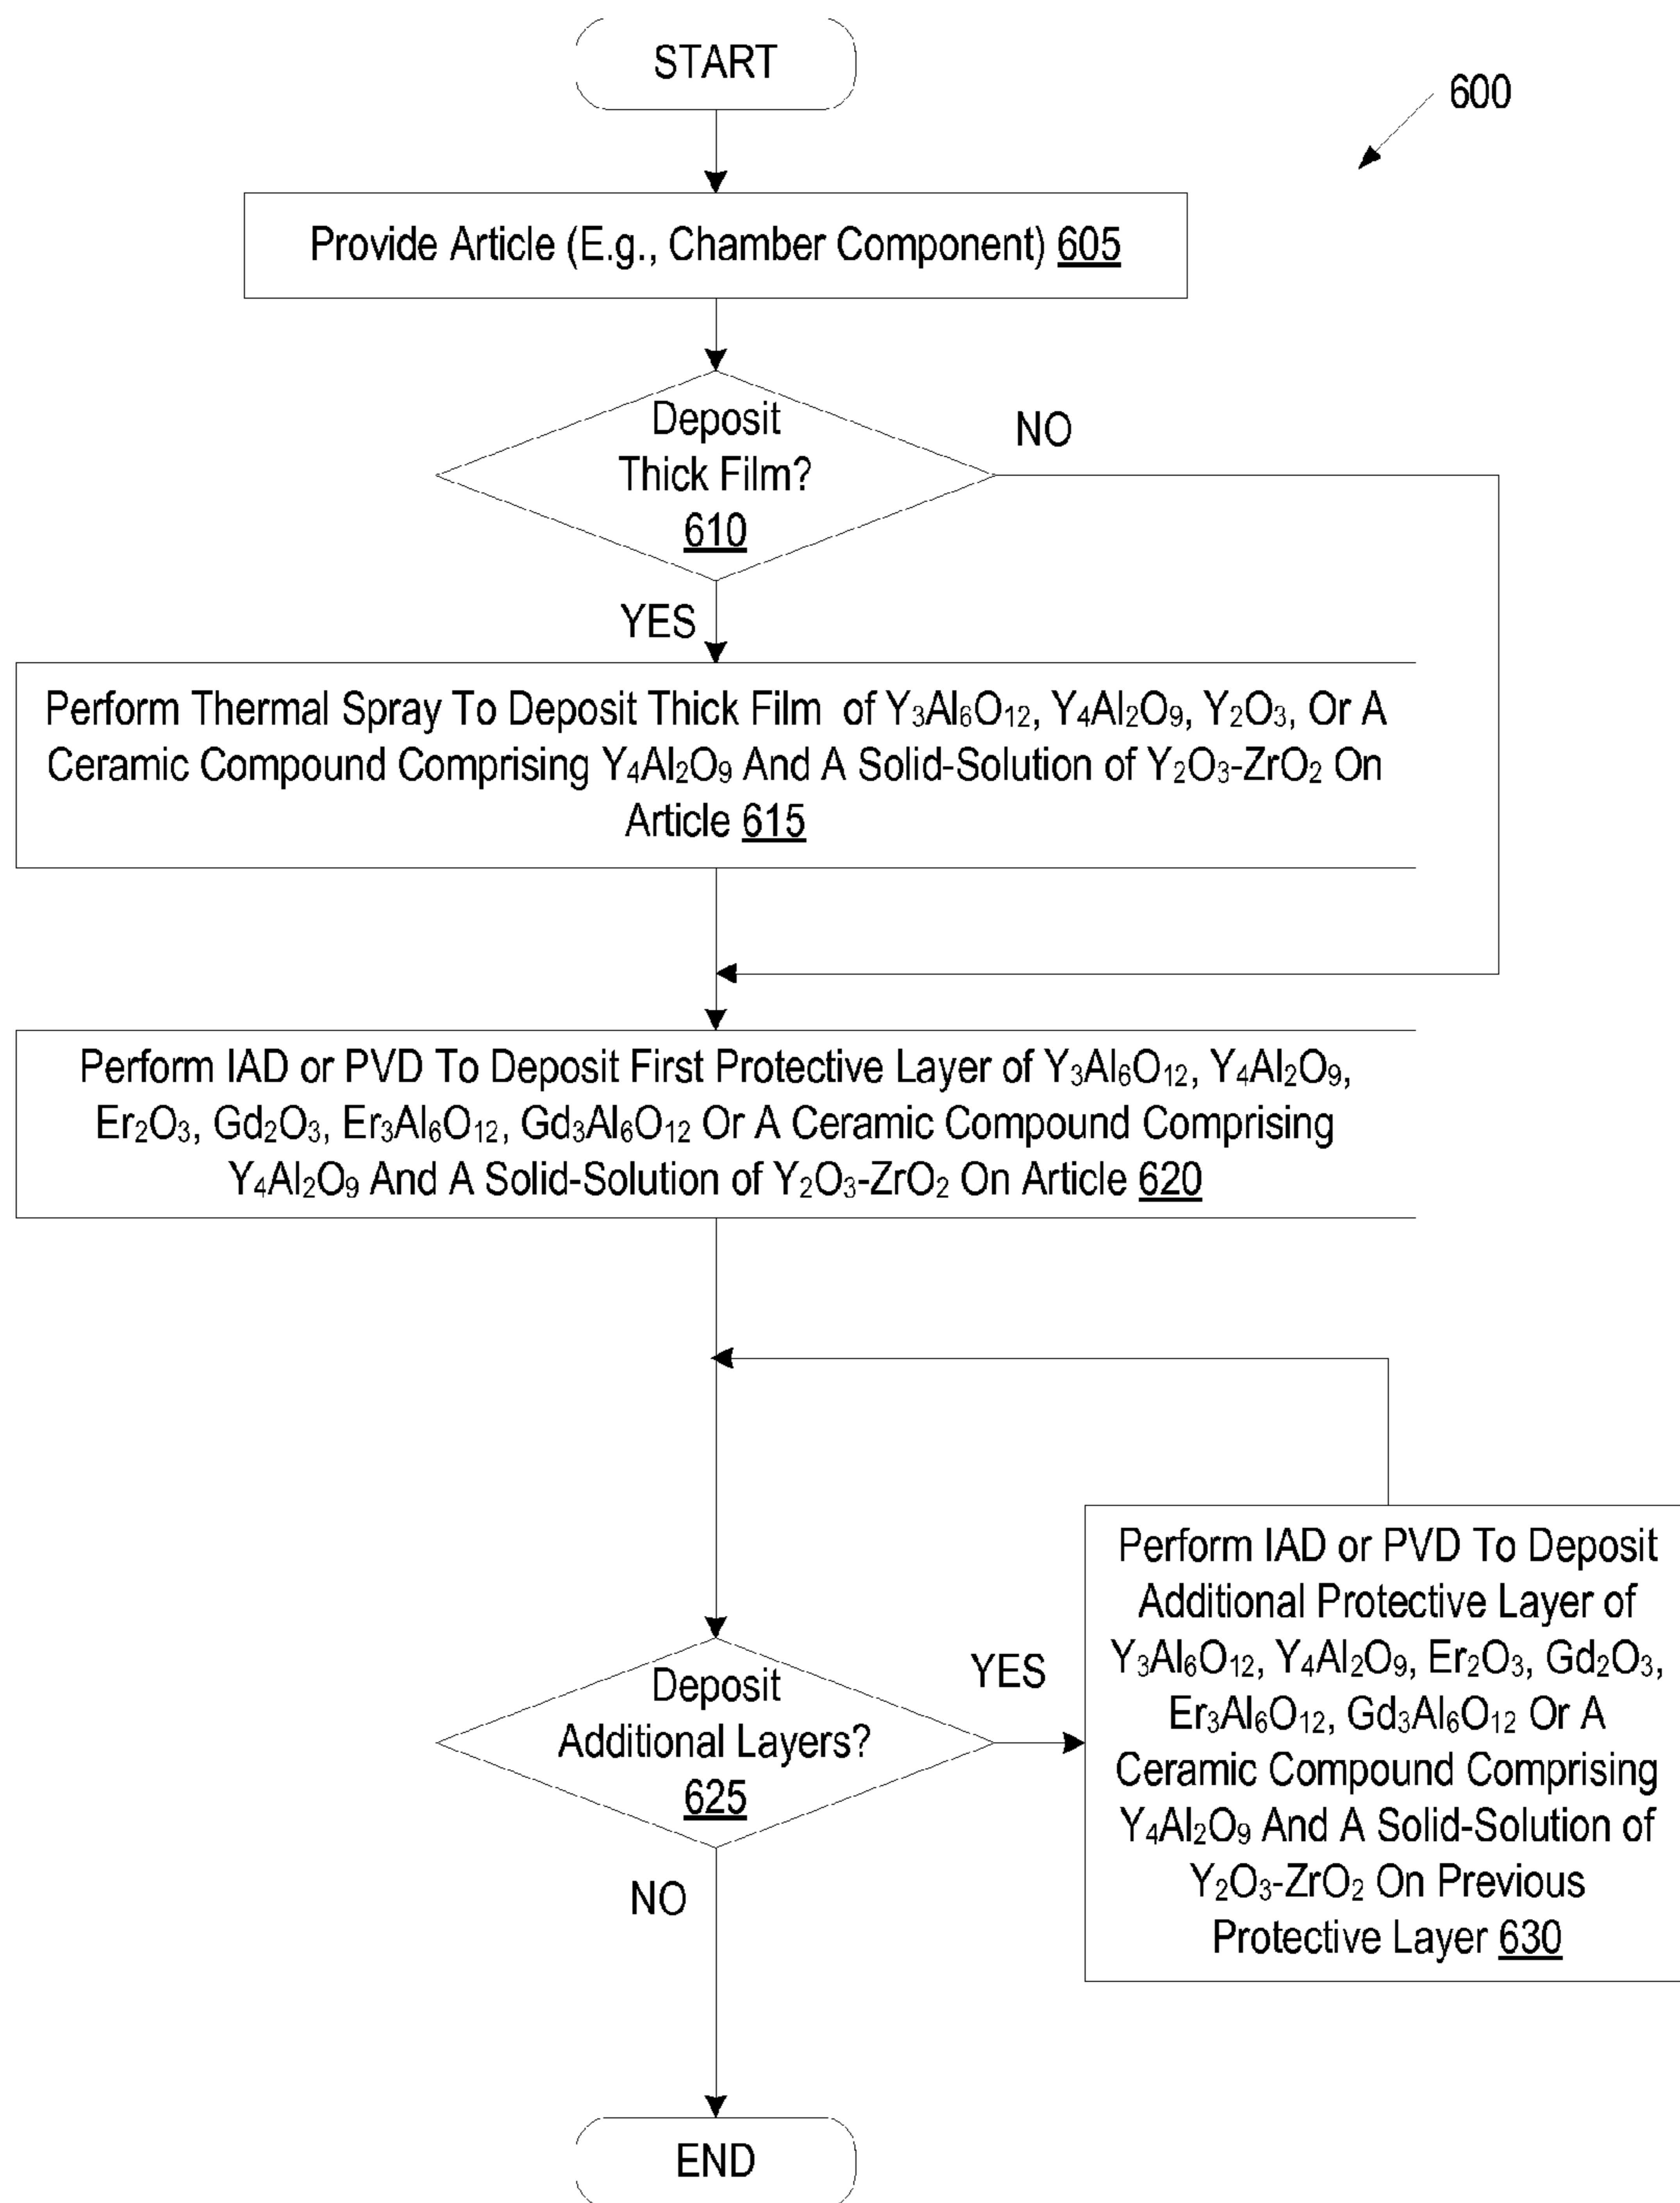 START
600
Provide Article (E.g., Chamber Component) 605
Deposit
Thick Film?
610
NO
YES
Perform Thermal Spray To Deposit Thick Film of Y₃Al₆O₁₂, Y₄Al₂O₉, Y₂O₃, Or A
Ceramic Compound Comprising Y₄Al₂O₉ And A Solid-Solution of Y₂O₃-ZrO₂ On
Article 615
Perform IAD or PVD To Deposit First Protective Layer of Y₃Al₆O₁₂, Y₄Al₂O₉,
Er₂O₃, Gd₂O₃, Er₃Al₆O₁₂, Gd₃Al₆O₁₂ Or A Ceramic Compound Comprising
Y₄Al₂O₉ And A Solid-Solution of Y₂O₃-ZrO₂ On Article 620
Deposit
Additional Layers?
625
YES
NO
Perform IAD or PVD To Deposit
Additional Protective Layer of
Y₃Al₆O₁₂, Y₄Al₂O₉, Er₂O₃, Gd₂O₃,
Er₃Al₆O₁₂, Gd₃Al₆O₁₂ Or A
Ceramic Compound Comprising
Y₄Al₂O₉ And A Solid-Solution of
Y₂O₃-ZrO₂ On Previous
Protective Layer 630
END